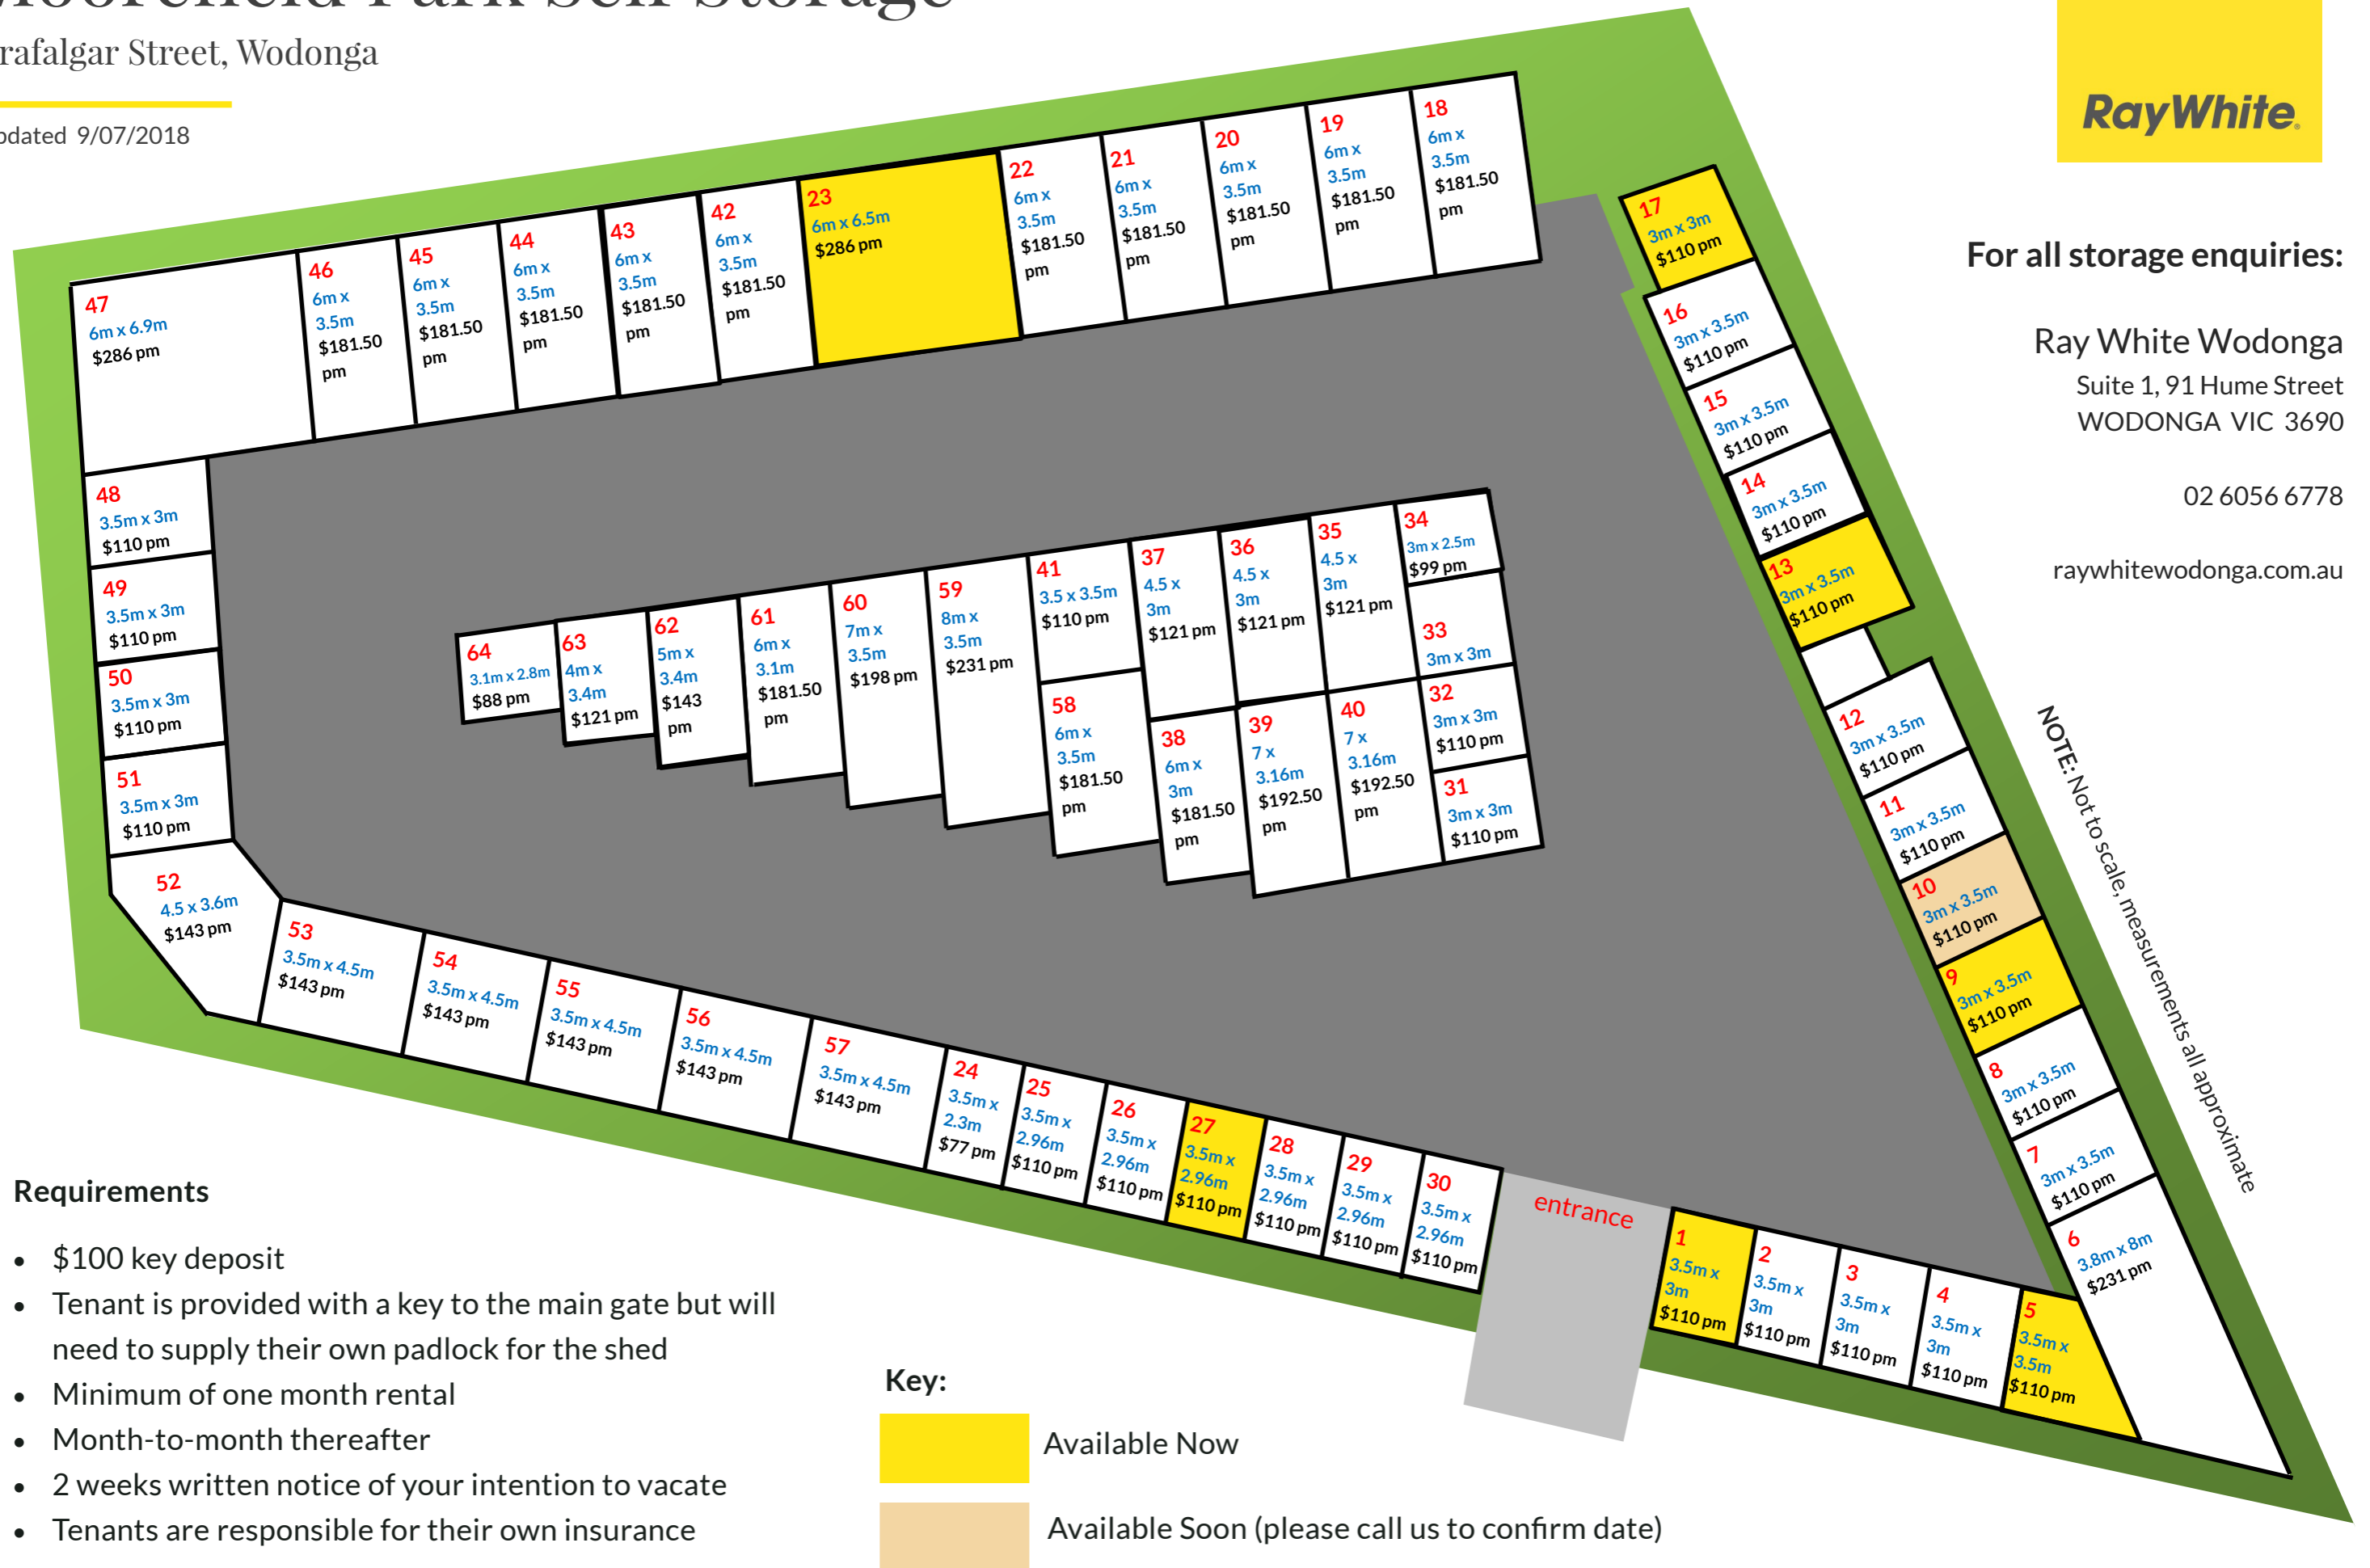 Moorefield Park Self Storage
rafalgar Street, Wodonga
pdated 9/07/2018
RayWhite.
For all storage enquiries:
Ray White Wodonga
Suite 1, 91 Hume Street
WODONGA VIC 3690
02 6056 6778
raywhitewodonga.com.au
47
6m x 6.9m
$286 pm
46
6m x
3.5m
$181.50
pm
45
6m x
3.5m
$181.50
pm
44
6m x
3.5m
$181.50
pm
43
6m x
3.5m
$181.50
pm
42
6m x
3.5m
$181.50
pm
23
6m x 6.5m
$286 pm
22
6m x
3.5m
$181.50
pm
21
6m x
3.5m
$181.50
pm
20
6m x
3.5m
$181.50
pm
19
6m x
3.5m
$181.50
pm
18
6m x
3.5m
$181.50
pm
17
3m x 3m
$110 pm
16
3m x 3.5m
$110 pm
15
3m x 3.5m
$110 pm
14
3m x 3.5m
$110 pm
13
3m x 3.5m
$110 pm
12
3m x 3.5m
$110 pm
11
3m x 3.5m
$110 pm
10
3m x 3.5m
$110 pm
9
3m x 3.5m
$110 pm
8
3m x 3.5m
$110 pm
7
3m x 3.5m
$110 pm
6
3.8m x 8m
$231 pm
NOTE: Not to scale, measurements all approximate
48
3.5m x 3m
$110 pm
49
3.5m x 3m
$110 pm
50
3.5m x 3m
$110 pm
51
3.5m x 3m
$110 pm
52
4.5 x 3.6m
$143 pm
64
3.1m x 2.8m
$88 pm
63
4m x
3.4m
$121 pm
62
5m x
3.4m
$143
pm
61
6m x
3.1m
$181.50
pm
60
7m x
3.5m
$198 pm
59
8m x
3.5m
$231 pm
41
3.5 x 3.5m
$110 pm
58
6m x
3.5m
$181.50
pm
37
4.5 x
3m
$121 pm
36
4.5 x
3m
$121 pm
35
4.5 x
3m
$121 pm
34
3m x 2.5m
$99 pm
33
3m x 3m
38
6m x
3m
$181.50
pm
39
7 x
3.16m
$192.50
pm
40
7 x
3.16m
$192.50
pm
32
3m x 3m
$110 pm
31
3m x 3m
$110 pm
53
3.5m x 4.5m
$143 pm
54
3.5m x 4.5m
$143 pm
55
3.5m x 4.5m
$143 pm
56
3.5m x 4.5m
$143 pm
57
3.5m x 4.5m
$143 pm
24
3.5m x
2.3m
$77 pm
25
3.5m x
2.96m
$110 pm
26
3.5m x
2.96m
$110 pm
27
3.5m x
2.96m
$110 pm
28
3.5m x
2.96m
$110 pm
29
3.5m x
2.96m
$110 pm
30
3.5m x
2.96m
$110 pm
entrance
1
3.5m x
3m
$110 pm
2
3.5m x
3m
$110 pm
3
3.5m x
3m
$110 pm
4
3.5m x
3m
$110 pm
5
3.5m x
3.5m
$110 pm
Requirements
• $100 key deposit
• Tenant is provided with a key to the main gate but will
need to supply their own padlock for the shed
• Minimum of one month rental
• Month-to-month thereafter
• 2 weeks written notice of your intention to vacate
• Tenants are responsible for their own insurance
Key:
Available Now
Available Soon (please call us to confirm date)